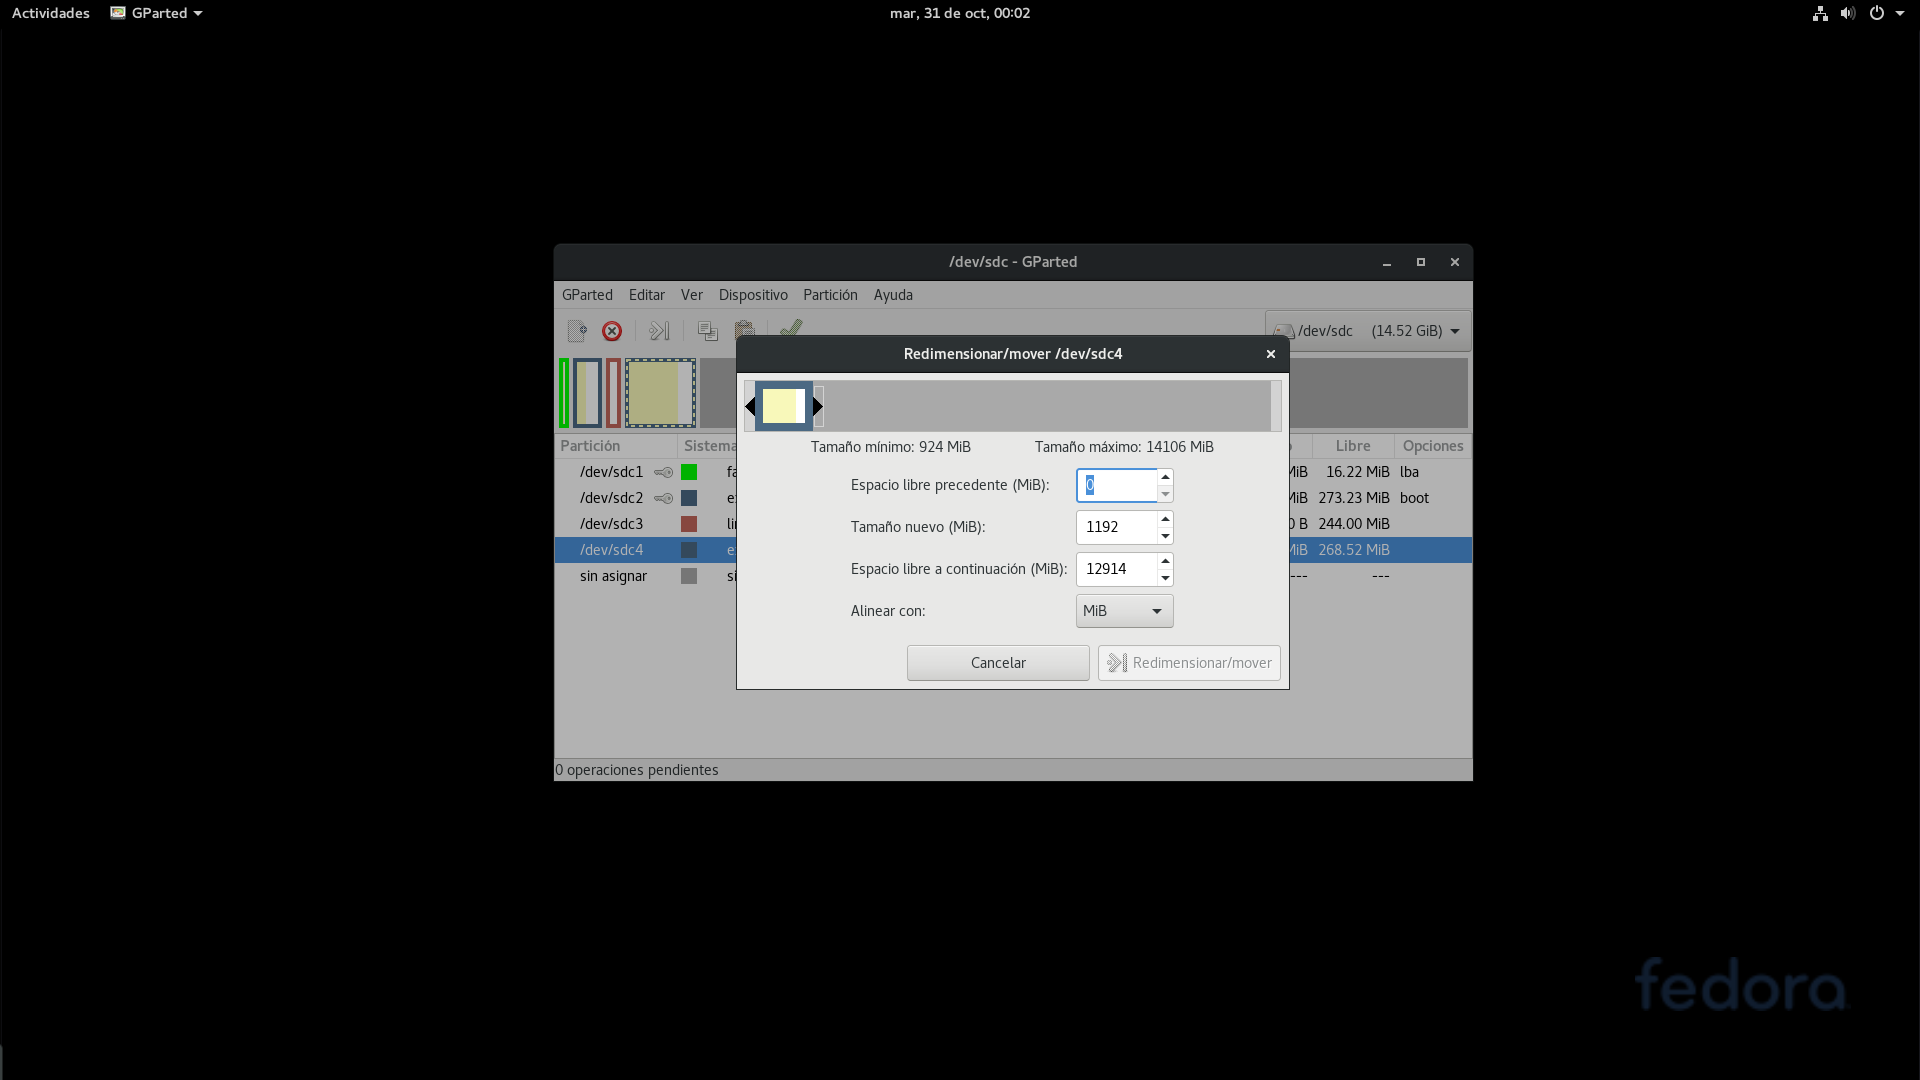 Actividades GParted mar, 31 de oct, 00:02
/dev/sdc - GParted
GParted Editar Ver Dispositivo Partición Ayuda
/dev/sdc (14.52 GiB)
Redimensionar/mover /dev/sdc4
Tamaño mínimo: 924 MiB Tamaño máximo: 14106 MiB
Espacio libre precedente (MiB): 0
Tamaño nuevo (MiB): 1192
Espacio libre a continuación (MiB): 12914
Alinear con: MiB
Cancelar Redimensionar/mover
Partición Sistema Libre Opciones
/dev/sdc1 fa MiB 16.22 MiB lba
/dev/sdc2 e MiB 273.23 MiB boot
/dev/sdc3 li 0 B 244.00 MiB
/dev/sdc4 e MiB 268.52 MiB
sin asignar si --- ---
0 operaciones pendientes
fedora